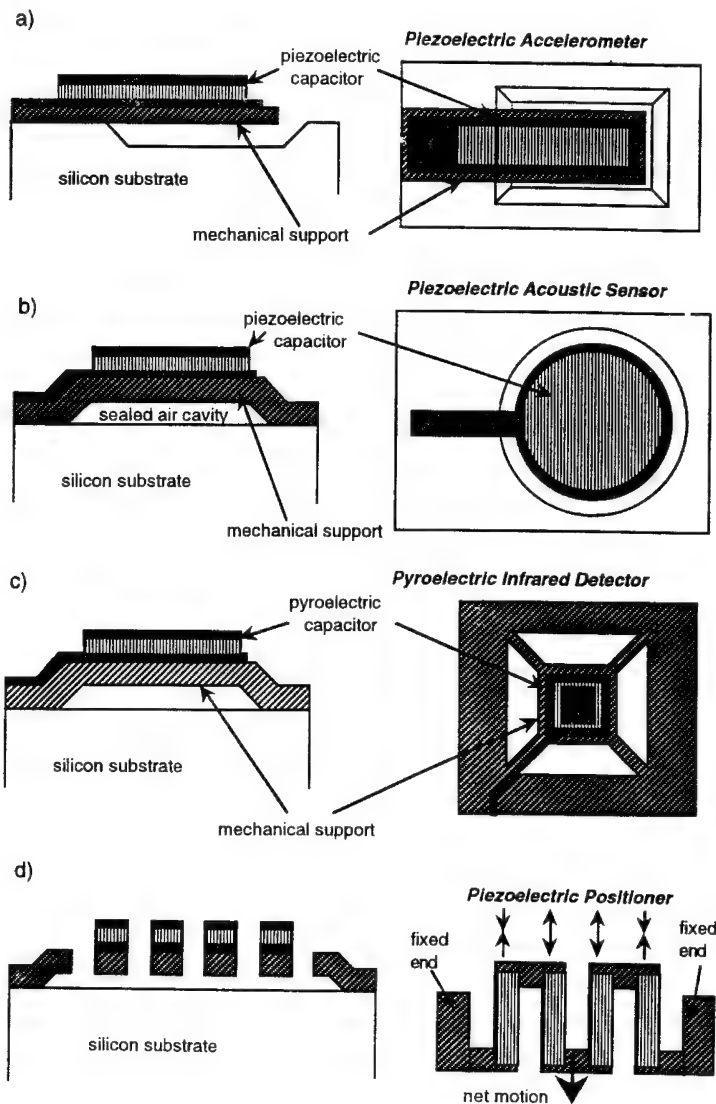 a)
Piezoelectric Accelerometer
piezoelectric
capacitor
silicon substrate
mechanical support
b)
Piezoelectric Acoustic Sensor
piezoelectric
capacitor
sealed air cavity
silicon substrate
mechanical support
c)
Pyroelectric Infrared Detector
pyroelectric
capacitor
silicon substrate
mechanical support
d)
Piezoelectric Positioner
fixed
end
fixed
end
silicon substrate
net motion